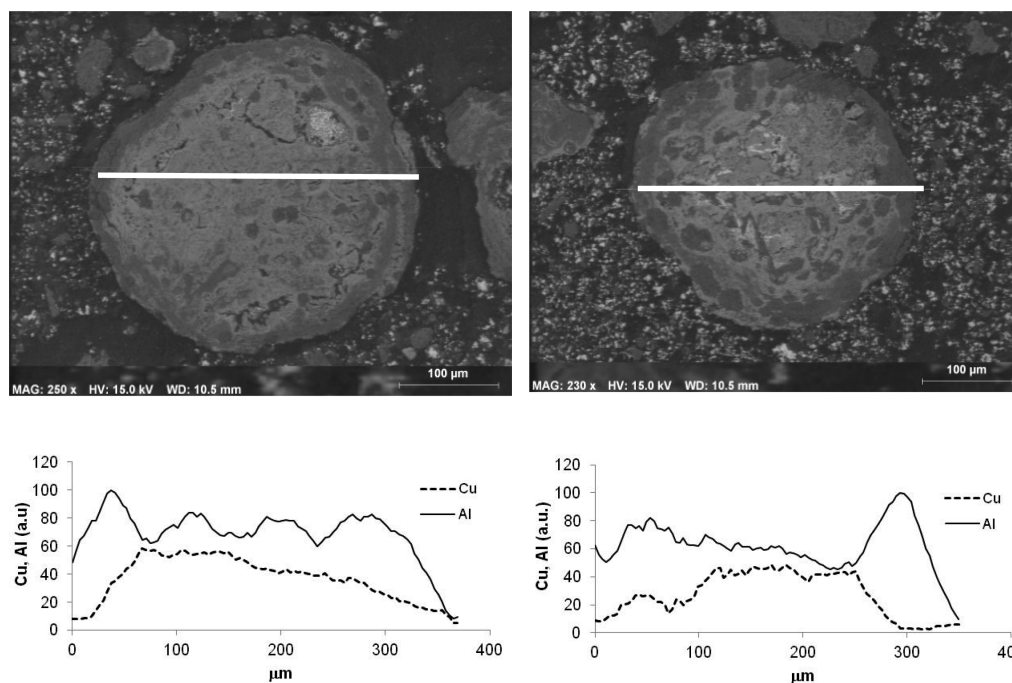 MAG: 250 x HV: 15.0 kV WD: 10.5 mm
100 µm
MAG: 230 x HV: 15.0 kV WD: 10.5 mm
100 µm
120
100
80
60
40
20
0
0 100 200 300 400
Cu, Al (a.u)
µm
Cu
Al
120
100
80
60
40
20
0
0 100 200 300 40
Cu, Al (a.u.)
µm
Cu
Al